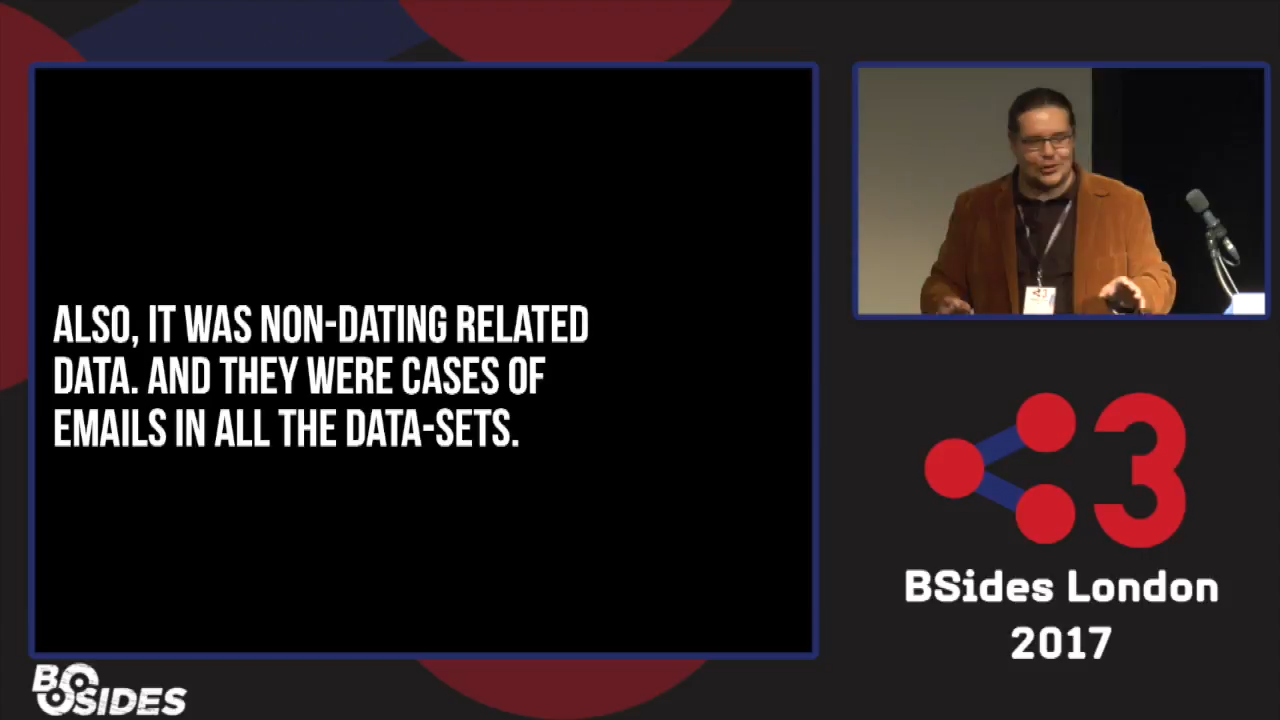 ALSO, IT WAS NON-DATING RELATED
DATA. AND THEY WERE CASES OF
EMAILS IN ALL THE DATA-SETS.
<3
BSides London
2017
BSIDES